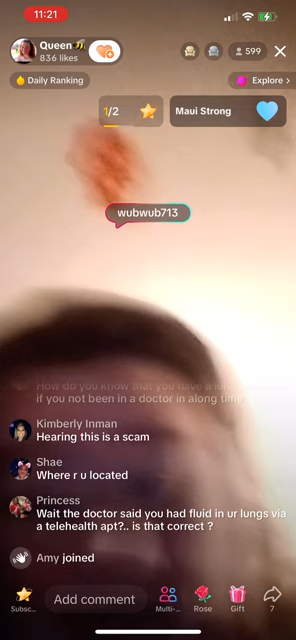 11:21
Queen 🐝
836 likes
599
Daily Ranking
Explore >
1/2
Maui Strong
wubwub713
How do you know that you have a
if you not been in a doctor in along time
Kimberly Inman
Hearing this is a scam
Shae
Where r u located
Princess
Wait the doctor said you had fluid in ur lungs via
a telehealth apt?.. is that correct ?
Amy joined
Add comment
Subsc...
Multi-...
Rose
Gift
7